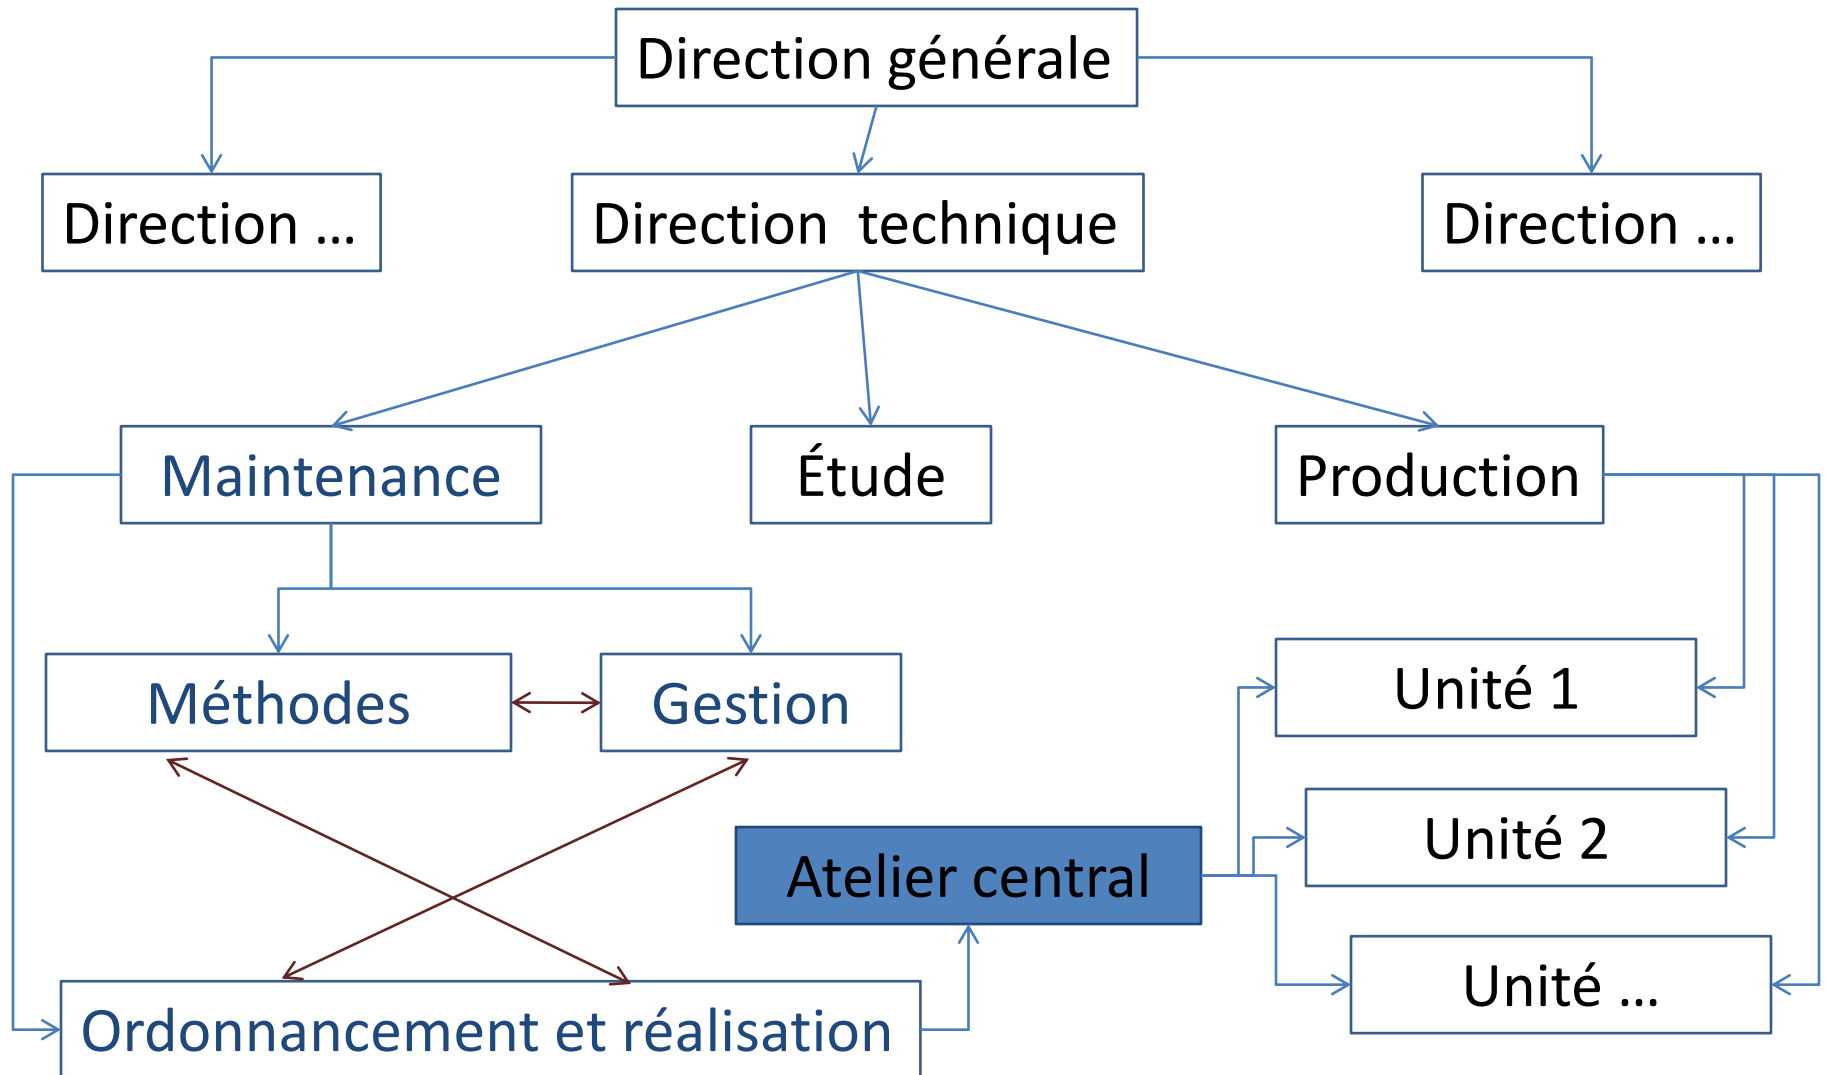 Direction générale
Direction ...
Direction technique
Direction ...
Maintenance
Étude
Production
Méthodes
Gestion
Unité 1
Unité 2
Atelier central
Unité ...
Ordonnancement et réalisation